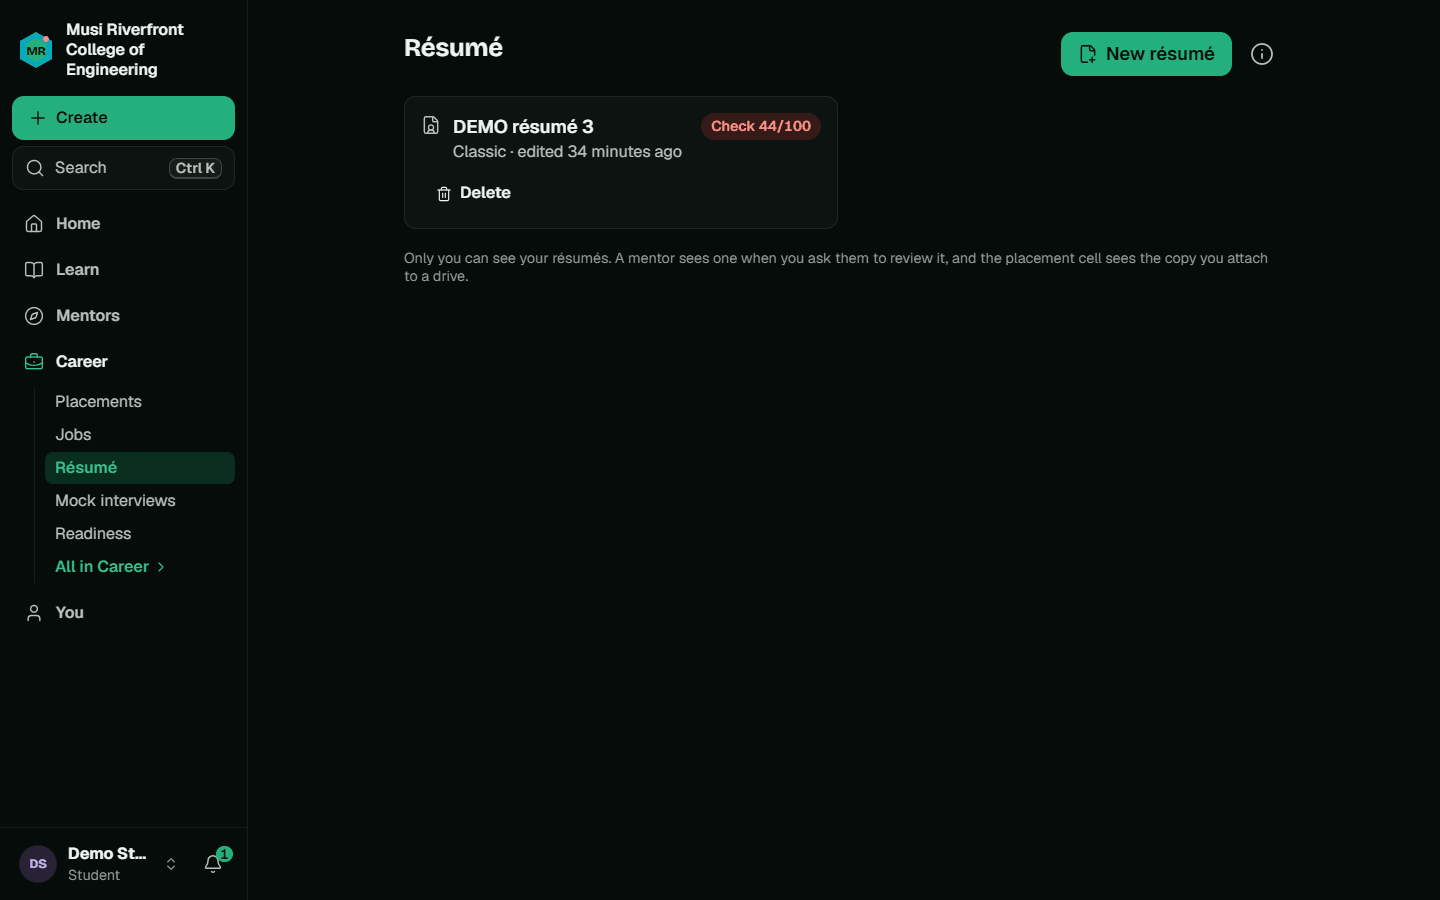 MR
Musi Riverfront
College of
Engineering
Create
Search
Ctrl K
Home
Learn
Mentors
Career
Placements
Jobs
Résumé
Mock interviews
Readiness
All in Career
You
DS
Demo St...
Student
1
Résumé
New résumé
DEMO résumé 3
Check 44/100
Classic · edited 34 minutes ago
Delete
Only you can see your résumés. A mentor sees one when you ask them to review it, and the placement cell sees the copy you attach
to a drive.